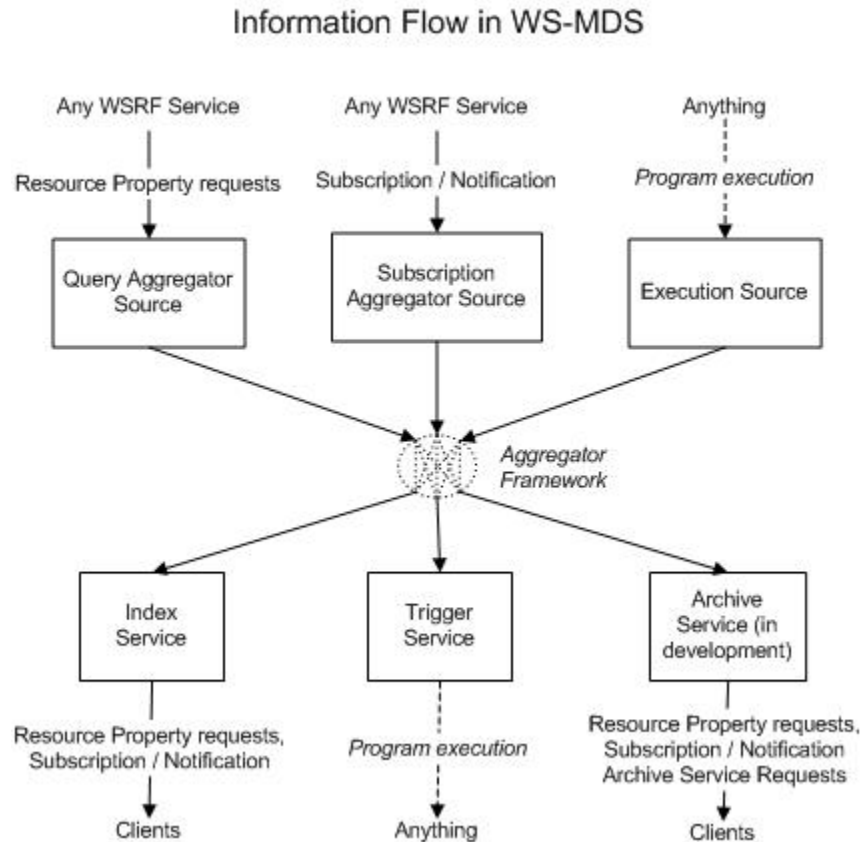 Information Flow in WS-MDS
Any WSRF Service
Any WSRF Service
Anything
Resource Property requests
Subscription / Notification
Program execution
Query Aggregator
Source
Subscription
Aggregator Source
Execution Source
Aggregator
Framework
Index
Service
Trigger
Service
Archive
Service (in
development)
Resource Property requests,
Subscription / Notification
Program execution
Resource Property requests,
Subscription / Notification
Archive Service Requests
Clients
Anything
Clients